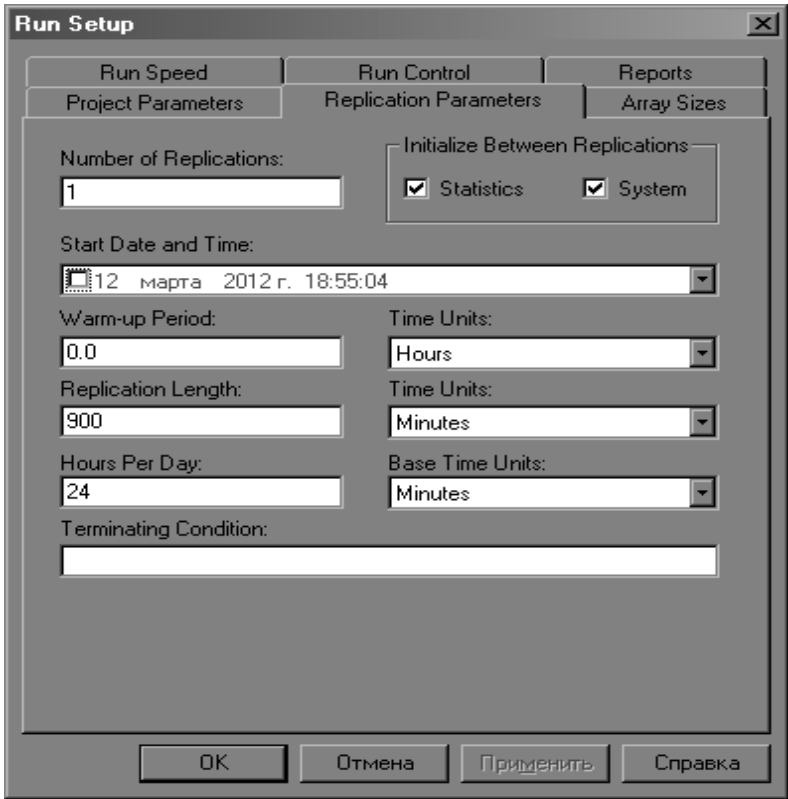 Run Setup
Run Speed Run Control Reports
Project Parameters Replication Parameters Array Sizes
Number of Replications: Initialize Between Replications
1 Statistics System
Start Date and Time:
12 марта 2012 г. 18:55:04
Warm-up Period: Time Units:
0.0 Hours
Replication Length: Time Units:
900 Minutes
Hours Per Day: Base Time Units:
24 Minutes
Terminating Condition:
OK Отмена Применить Справка